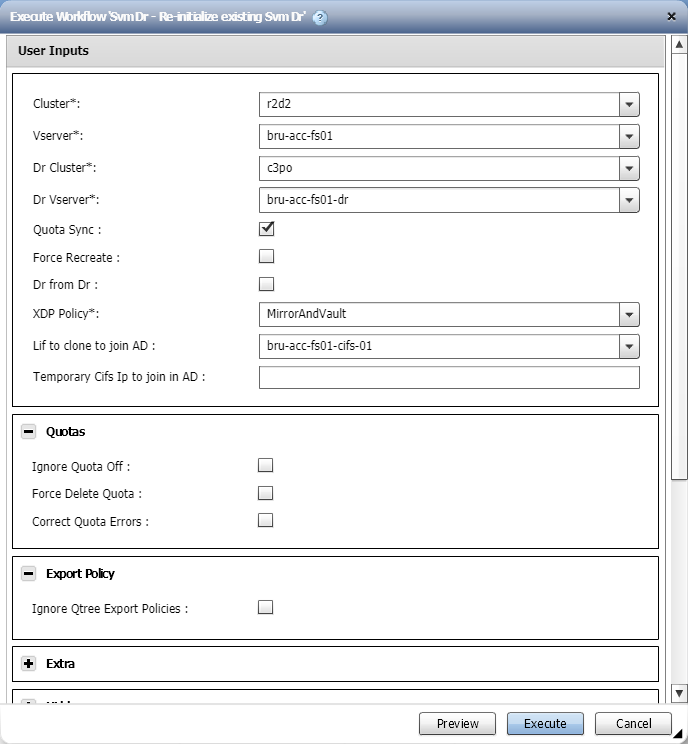 Execute Workflow 'Svm Dr - Re-initialize existing Svm Dr' ?
User Inputs
Cluster*: r2d2
Vserver*: bru-acc-fs01
Dr Cluster*: c3po
Dr Vserver*: bru-acc-fs01-dr
Quota Sync :
Force Recreate :
Dr from Dr :
XDP Policy*: MirrorAndVault
Lif to clone to join AD : bru-acc-fs01-cifs-01
Temporary Cifs Ip to join in AD :
Quotas
Ignore Quota Off :
Force Delete Quota :
Correct Quota Errors :
Export Policy
Ignore Qtree Export Policies :
Extra
Preview Execute Cancel